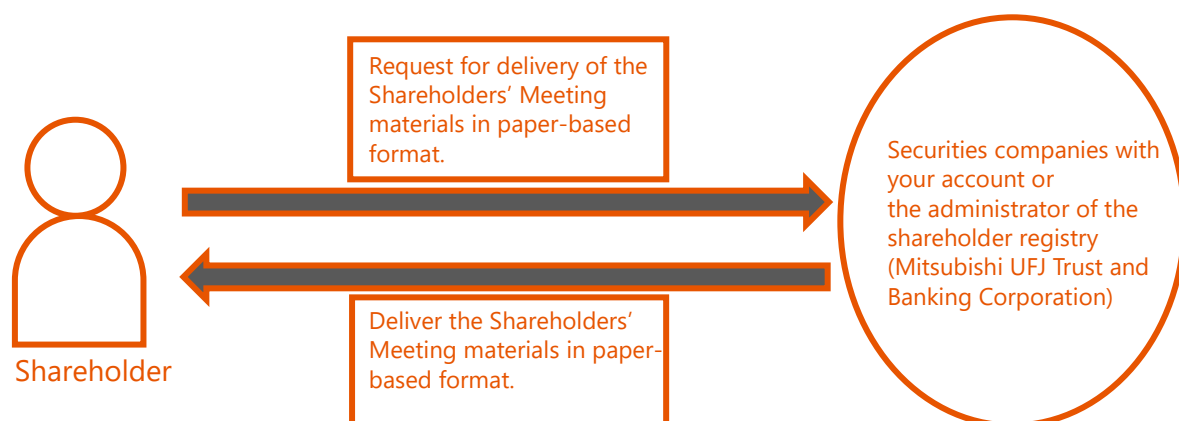 Request for delivery of the
Shareholders’ Meeting
materials in paper-based
format.
Securities companies with
your account or
the administrator of the
shareholder registry
(Mitsubishi UFJ Trust and
Banking Corporation)
Deliver the Shareholders’
Meeting materials in paper-
based format.
Shareholder